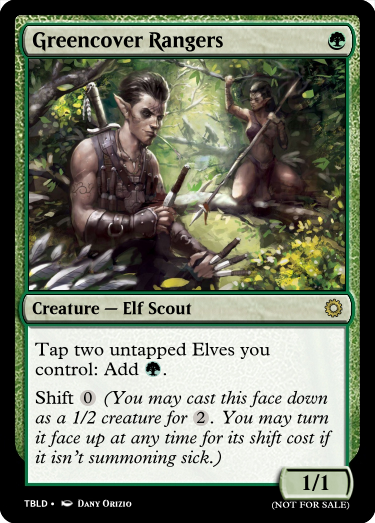 Greencover Rangers
Creature — Elf Scout
Tap two untapped Elves you
control: Add .
Shift 0 (You may cast this face down
as a 1/2 creature for 2. You may turn
it face up at any time for its shift cost if
it isn't summoning sick.)
1/1
TBLD • Dany Orizio
(NOT FOR SALE)